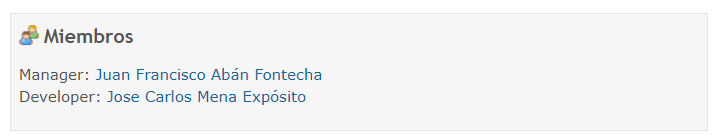 Miembros
Manager: Juan Francisco Abán Fontecha
Developer: Jose Carlos Mena Expósito